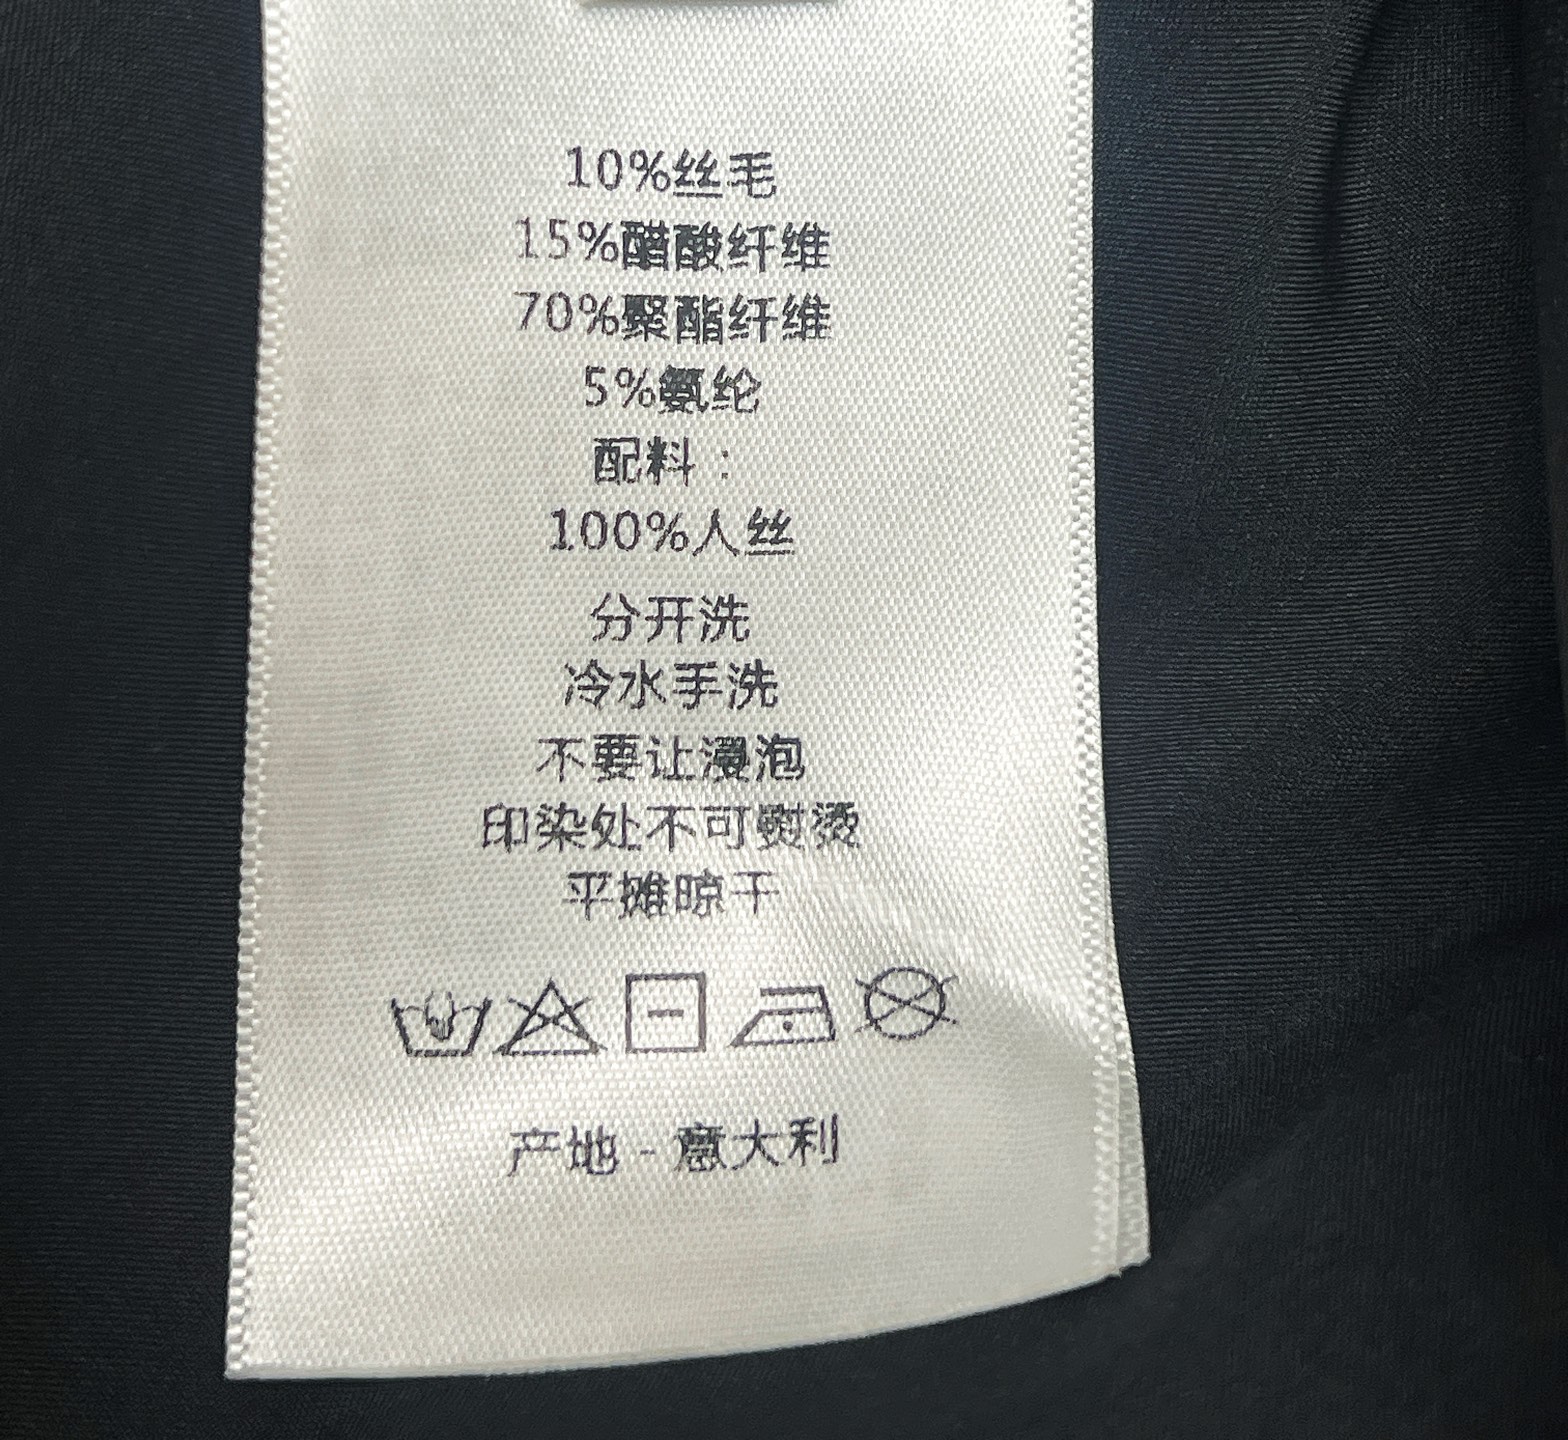 10%丝毛
15%醋酸纤维
70%聚酯纤维
5%氨纶
配料：
100%人丝
分开洗
冷水手洗
不要让漫泡
印染处不可熨烫
平摊晾干
产地-意大利